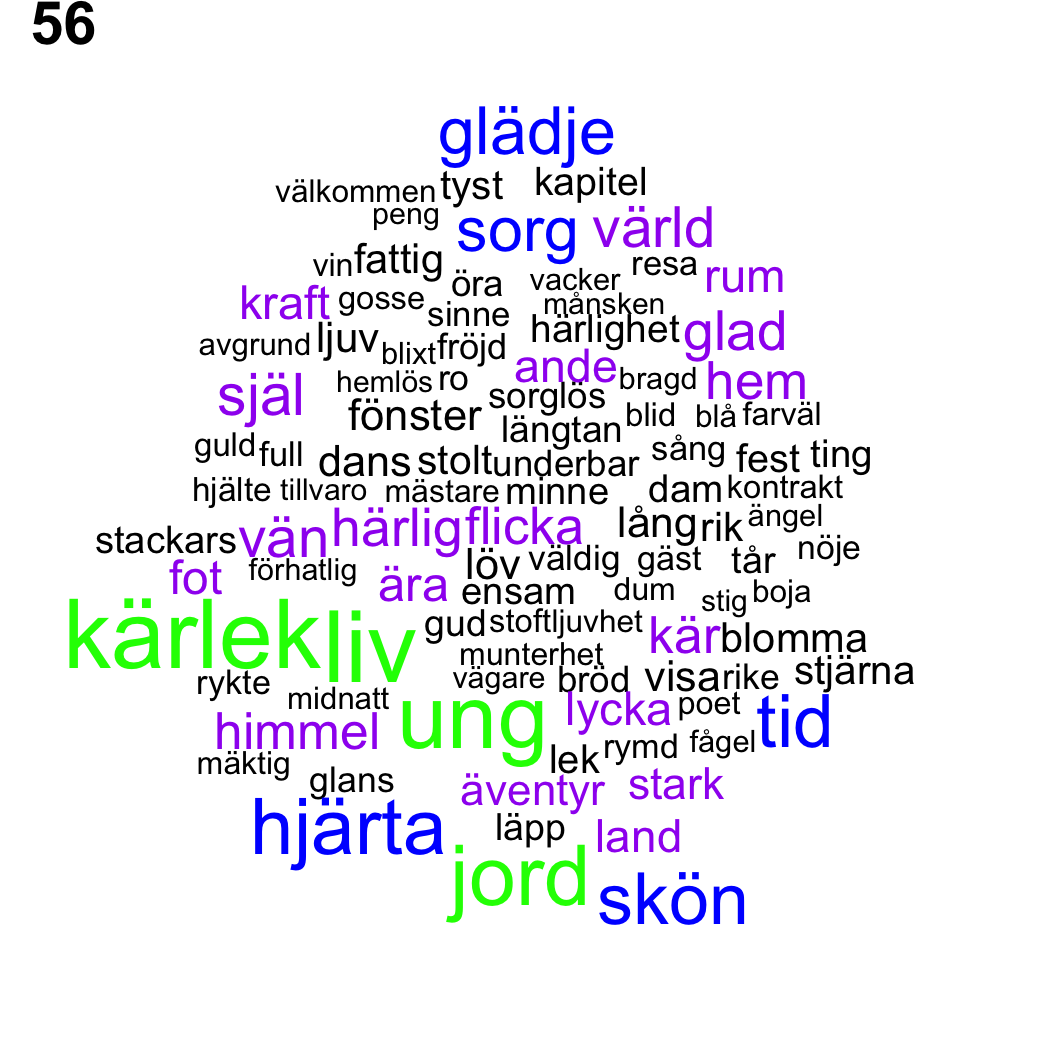 56
glädje
välkommen tyst kapitel
peng sorg värld
vin fattig öra vacker resa rum
kraft gosse sinne månsken
avgrund ljuv blixt fröjd härlighet glad
själ hemlös ro ande bragd hem
fönster sorglös längtan blid blå farväl
guld full dans stolt underbar sång fest ting
hjälte tillvaro mästare minne dam kontrakt
stackars vän härlig flicka lång rik ängel
fot förhatlig ära löv väldig gäst tår nöje
ensam dum stig boja
kärlek liv gud stoftljuvhet kär blomma
munterhet
rykte midnatt vägare bröd visa rike stjärna
himmel ung lycka poet tid
mäktig lek rymd fågel
glans äventyr stark
hjärta läpp land
jord skön